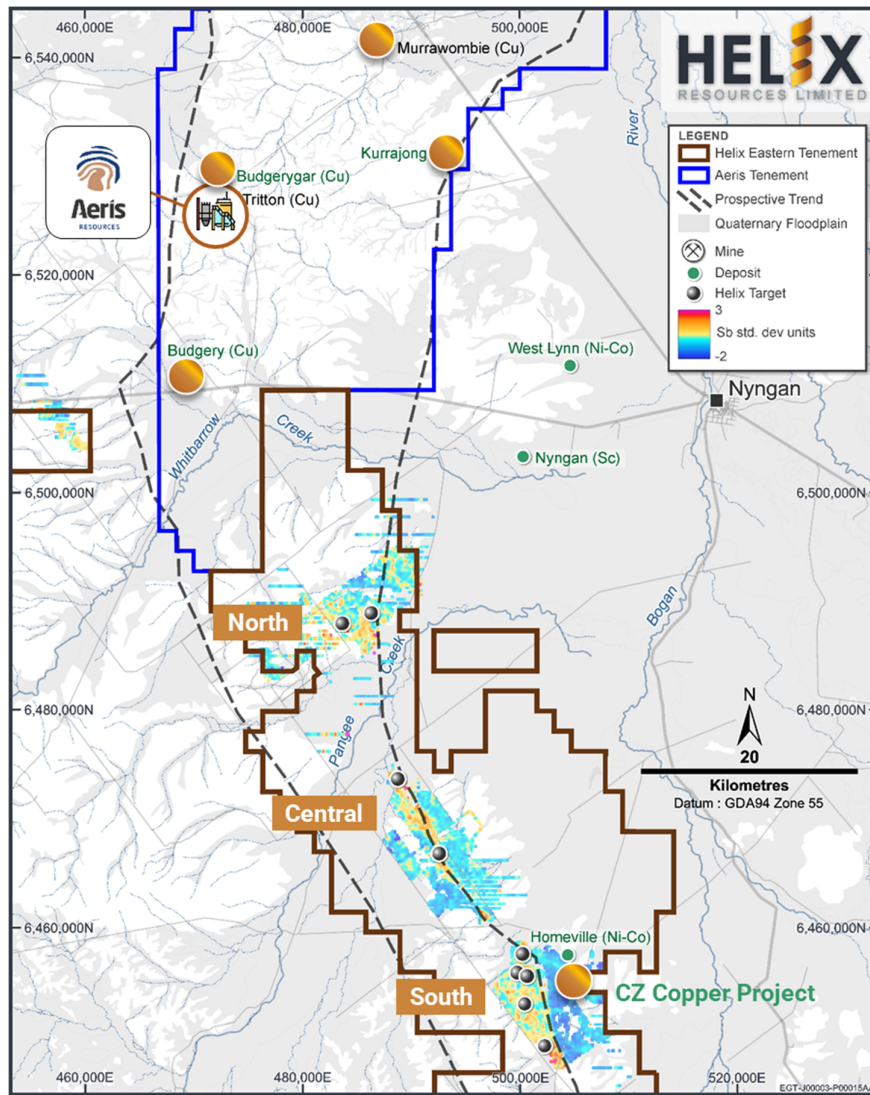 460,000E
480,000E
500,000E
6,540,000N
Murrawombie (Cu)
HELIX
RESOURCES LIMITED
River
LEGEND
Helix Eastern Tenement
Aeris Tenement
Prospective Trend
Quaternary Floodplain
Mine
Deposit
Helix Target
3
Sb std. dev units
-2
Kurrajong
Budgerygar (Cu)
Tritton (Cu)
Aeris
RESOURCES
6,520,000N
Budgery (Cu)
West Lynn (Ni-Co)
Nyngan
Whitbarrow
Creek
Nyngan (Sc)
6,500,000N
6,500,000N
North
Bogan
Creek
6,480,000N
6,480,000N
Pangee
N
20
Kilometres
Datum : GDA94 Zone 55
Central
6,460,000N
6,460,000N
Homeville (Ni-Co)
South
CZ Copper Project
460,000E
480,000E
500,000E
520,000E
EGT-J00003-P00015A